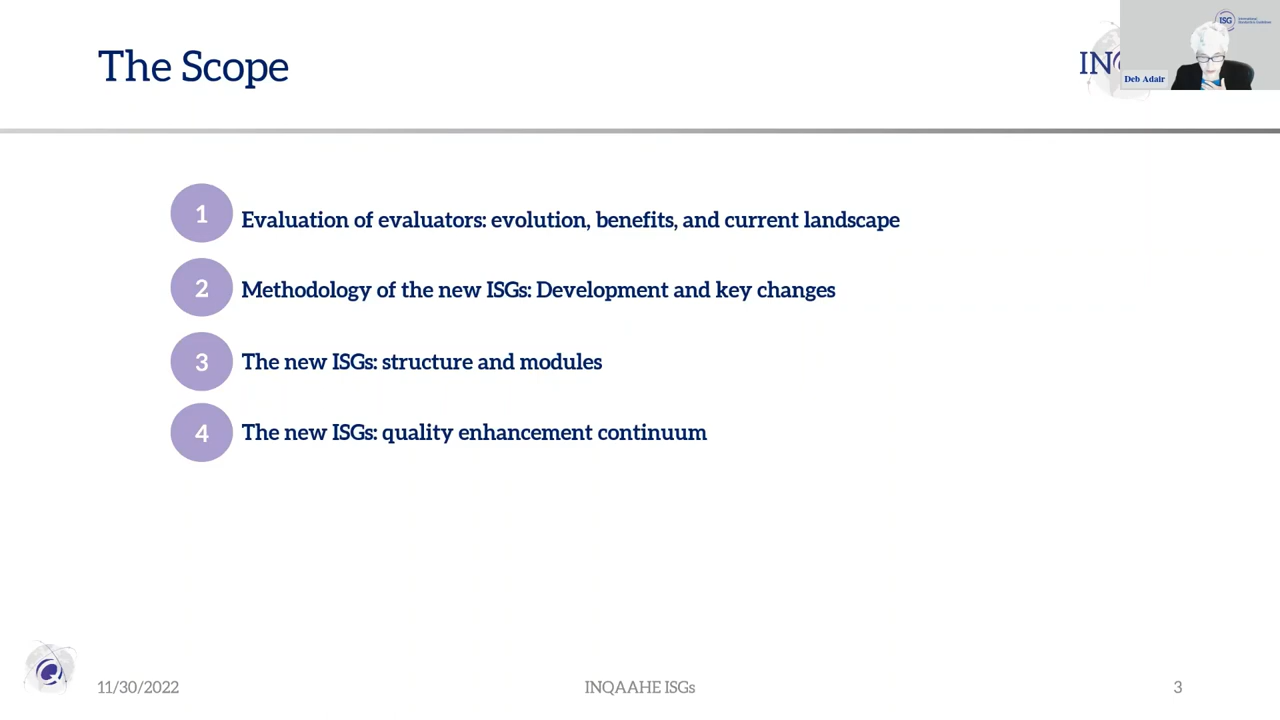 The Scope
IN
ISG
Deb Adair
1
Evaluation of evaluators: evolution, benefits, and current landscape
2
Methodology of the new ISGs: Development and key changes
3
The new ISGs: structure and modules
4
The new ISGs: quality enhancement continuum
11/30/2022
INQAAHE ISGs
3